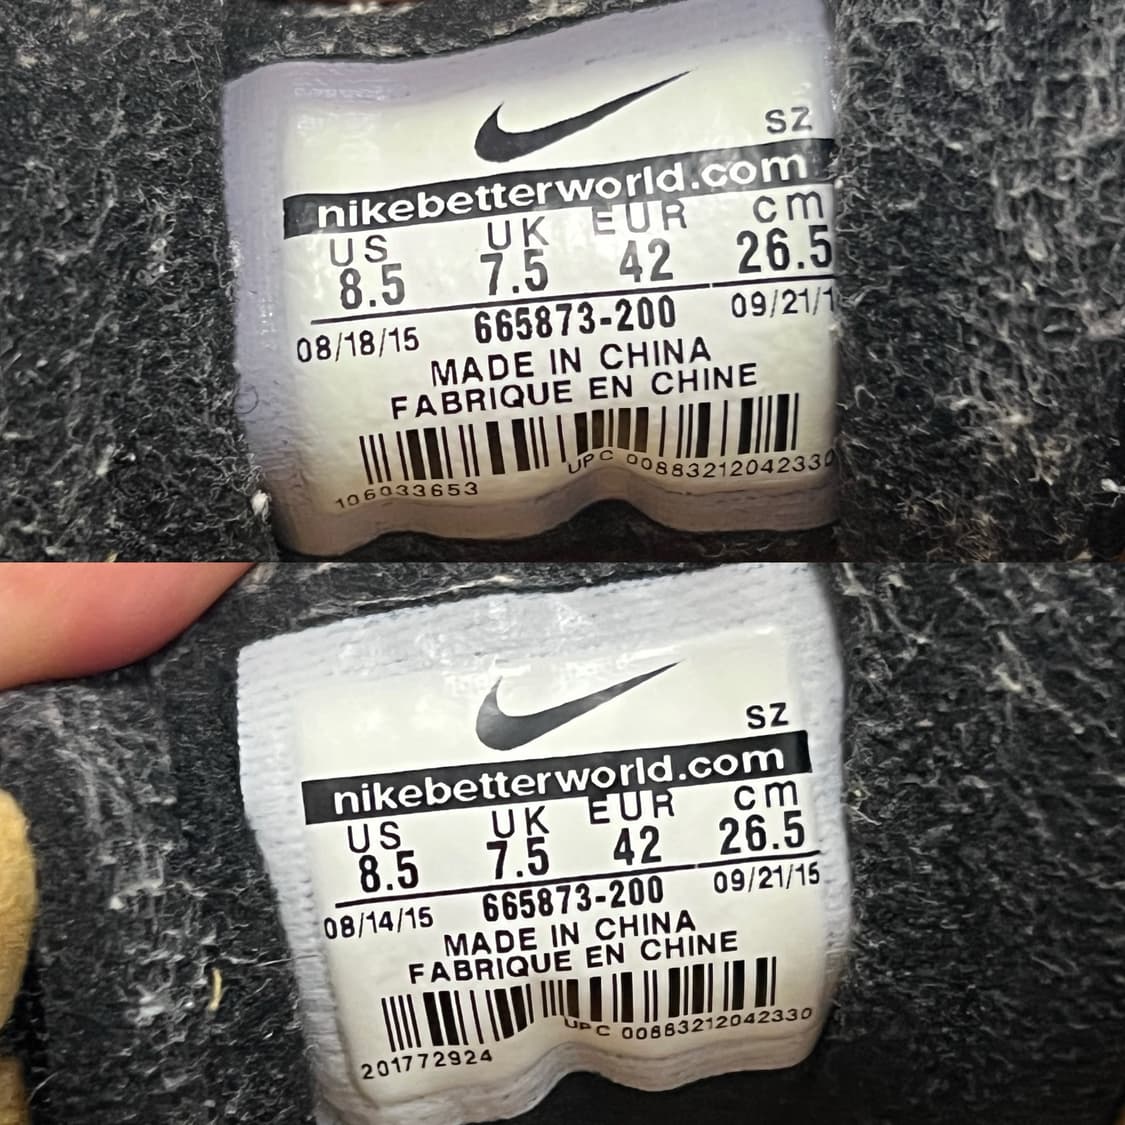 SZ
nikebetterworld.com
US UK EUR cm
8.5 7.5 42 26.5
08/18/15 665873-200 09/21/1
MADE IN CHINA
FABRIQUE EN CHINE
UPC 00883212042330
106033653
SZ
nikebetterworld.com
US UK EUR cm
8.5 7.5 42 26.5
08/14/15 665873-200 09/21/15
MADE IN CHINA
FABRIQUE EN CHINE
UPC 00883212042330
201772924